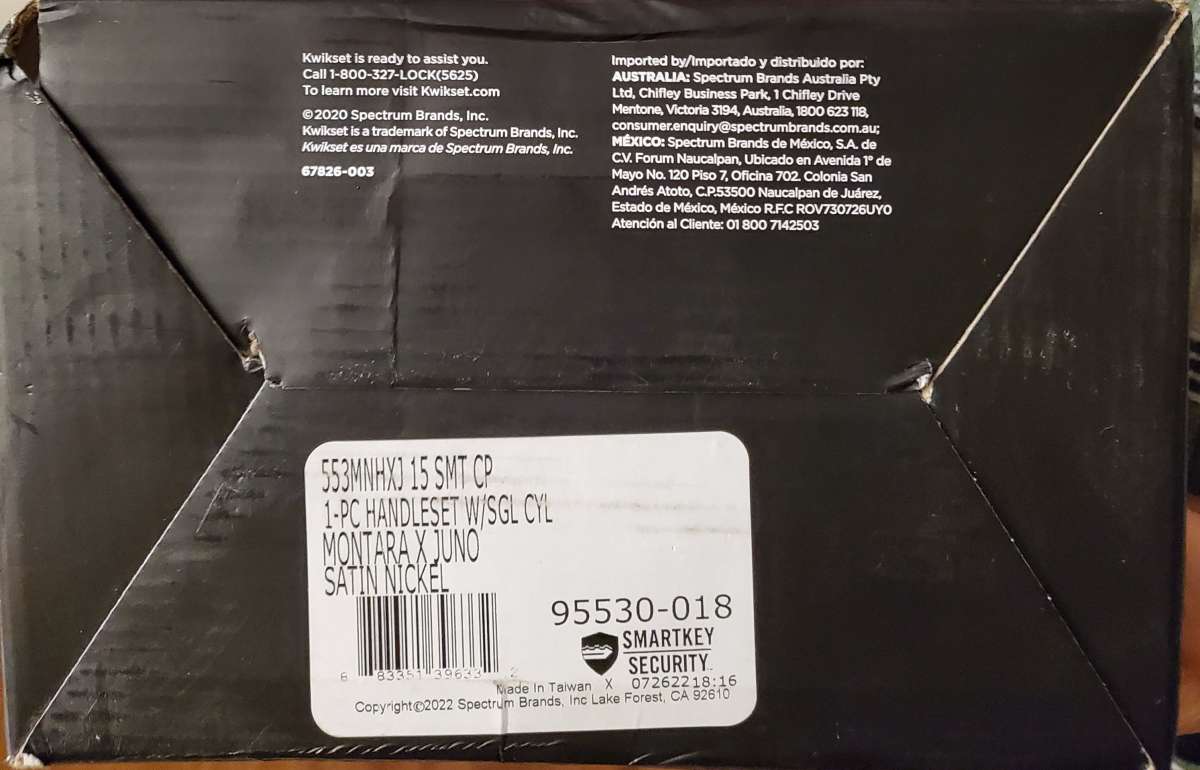 Kwikset is ready to assist you.
Call 1-800-327-LOCK(5625)
To learn more visit Kwikset.com
©2020 Spectrum Brands, Inc.
Kwikset is a trademark of Spectrum Brands, Inc.
Kwikset es una marca de Spectrum Brands, Inc.
67826-003
Imported by/Importado y distribuido por:
AUSTRALIA: Spectrum Brands Australia Pty
Ltd, Chifley Business Park, 1 Chifley Drive
Mentone, Victoria 3194, Australia, 1800 623 118,
consumer.enquiry@spectrumbrands.com.au;
MÉXICO: Spectrum Brands de México, S.A. de
C.V. Forum Naucalpan, Ubicado en Avenida 1° de
Mayo No. 120 Piso 7, Oficina 702. Colonia San
Andrés Atoto, C.P.53500 Naucalpan de Juárez,
Estado de México, México R.F.C ROV730726UY0
Atención al Cliente: 01 800 7142503
553MNHXJ 15 SMT CP
1-PC HANDLESET W/SGL CYL
MONTARA X JUNO
SATIN NICKEL
95530-018
SMARTKEY
SECURITY
8 83351 39633 2
Made In Taiwan X 07262218:16
Copyright©2022 Spectrum Brands, Inc Lake Forest, CA 92610